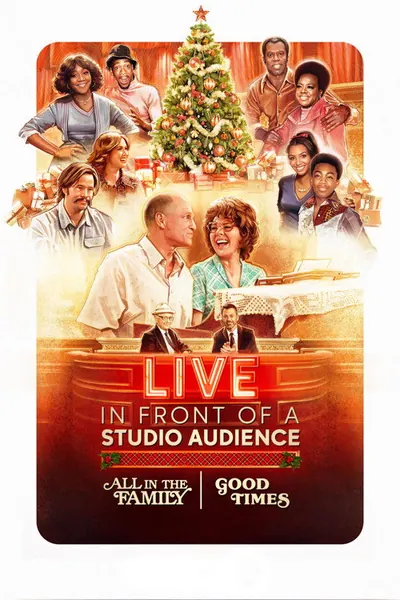 LIVE
IN FRONT OF A
STUDIO AUDIENCE
ALL IN THE
FAMILY
GOOD
TIMES